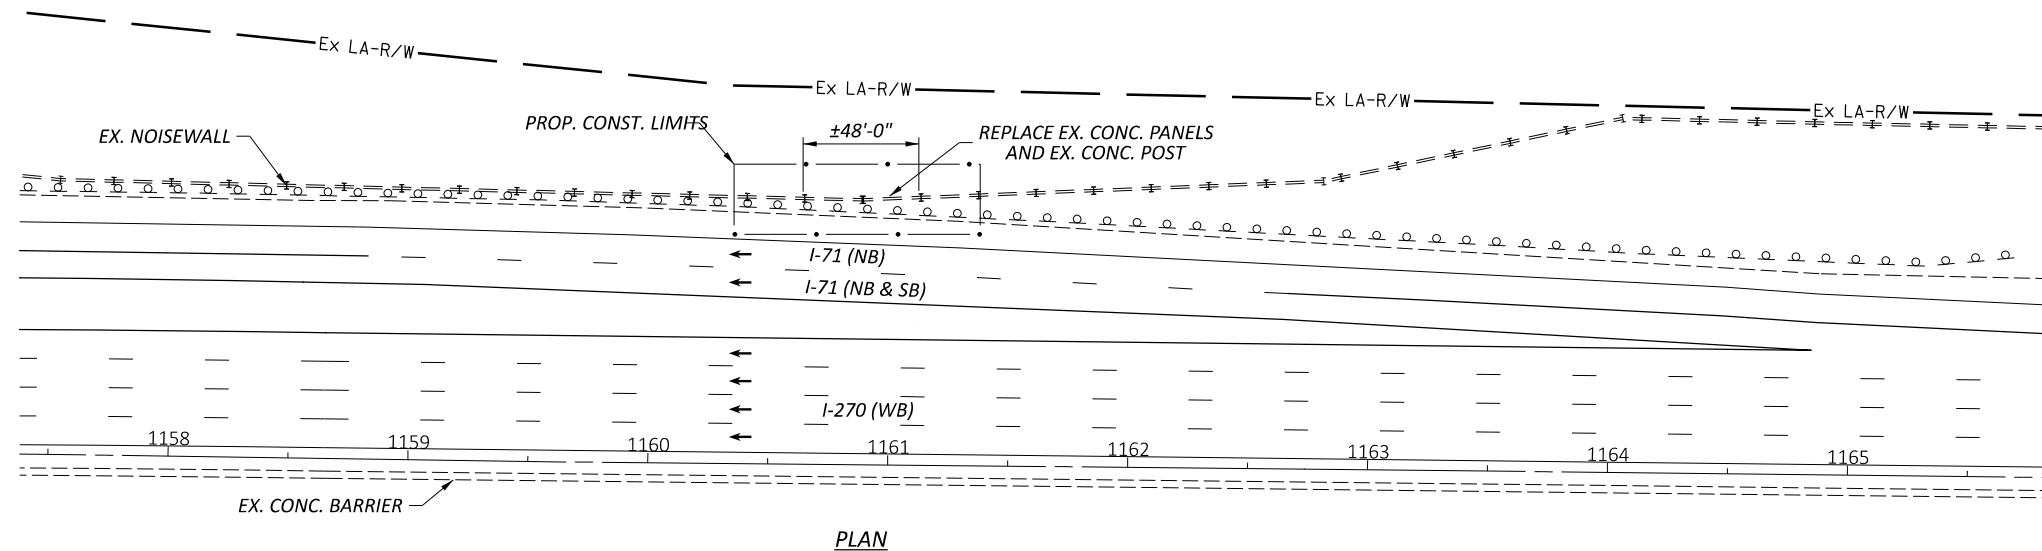 Ex LA-R/W
Ex LA-R/W
Ex LA-R/W
Ex LA-R/W
EX. NOISEWALL
PROP. CONST. LIMITS
±48'-0"
REPLACE EX. CONC. PANELS
AND EX. CONC. POST
I-71 (NB)
I-71 (NB & SB)
I-270 (WB)
1158
1159
1160
1161
1162
1163
1164
1165
EX. CONC. BARRIER
PLAN